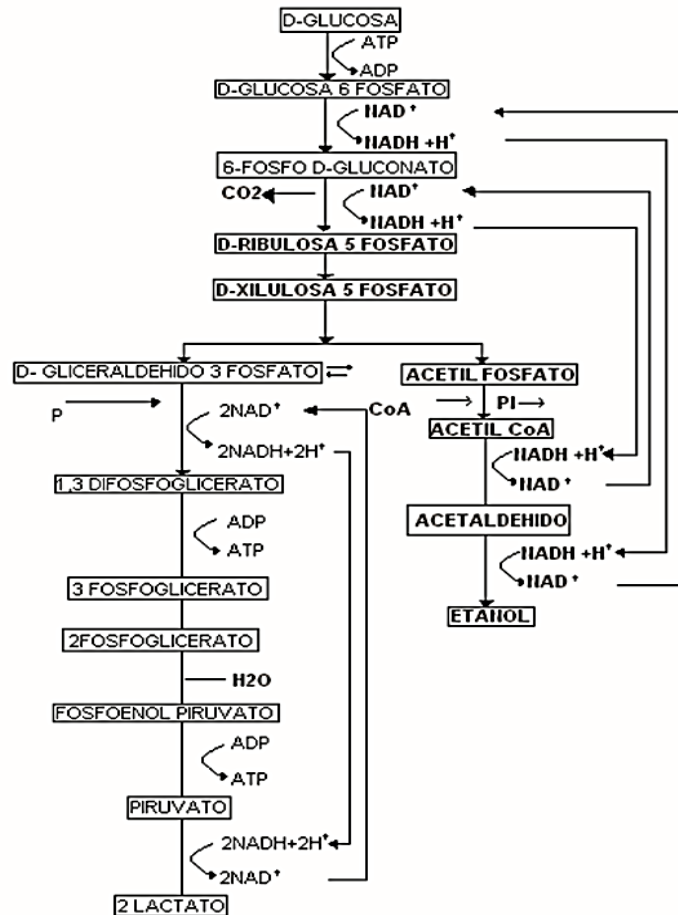 D-GLUCOSA
ATP
ADP
D-GLUCOSA 6 FOSFATO
NAD⁺
NADH +H⁺
6-FOSFO D-GLUCONATO
CO2
NAD⁺
NADH +H⁺
D-RIBULOSA 5 FOSFATO
D-XILULOSA 5 FOSFATO
D- GLICERALDEHIDO 3 FOSFATO
P
2NAD⁺
2NADH+2H⁺
1,3 DIFOSFOGLICERATO
ADP
ATP
3 FOSFOGLICERATO
2FOSFOGLICERATO
H2O
FOSFOENOL PIRUVATO
ADP
ATP
PIRUVATO
2NADH+2H⁺
2NAD⁺
2 LACTATO
ACETIL FOSFATO
CoA
PI
ACETIL CoA
NADH +H⁺
NAD⁺
ACETALDEHIDO
NADH +H⁺
NAD⁺
ETANOL